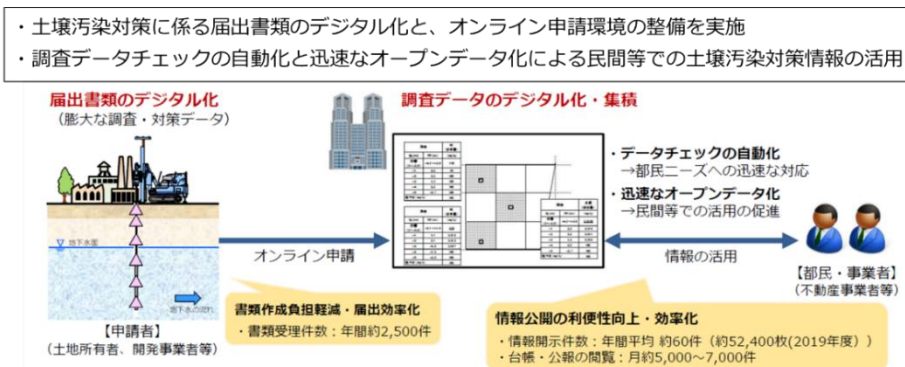 ・土壌汚染対策に係る届出書類のデジタル化と、オンライン申請環境の整備を実施
・調査データチェックの自動化と迅速なオープンデータ化による民間等での土壌汚染対策情報の活用
届出書類のデジタル化
（膨大な調査・対策データ）
調査データのデジタル化・集積
・データチェックの自動化
→都民ニーズへの迅速な対応
・迅速なオープンデータ化
→民間等での活用の促進
地下水面
オンライン申請
情報の活用
地下水の流れ
【申請者】
（土地所有者、開発事業者等）
書類作成負担軽減・届出効率化
・書類受理件数：年間約2,500件
【都民・事業者】
（不動産事業者等）
情報公開の利便性向上・効率化
・情報開示件数：年間平均 約60件（約52,400枚(2019年度））
・台帳・公報の閲覧：月約5,000～7,000件